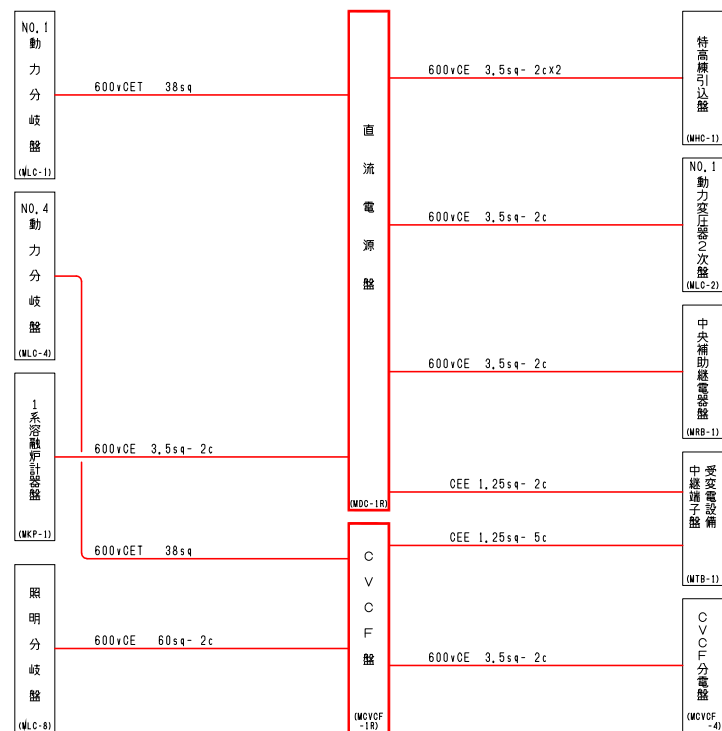 NO.1
動力分岐盤
(MLC-1)
NO.4
動力分岐盤
(MLC-4)
1系溶融炉計器盤
(MKP-1)
照明分岐盤
(MLC-8)
600vCET 38sq
600vCE 3.5sq- 2c
600vCET 38sq
600vCE 60sq- 2c
直流電源盤
(MDC-1R)
CVCF盤
(MCVCF
-1R)
600vCE 3.5sq- 2cX2
600vCE 3.5sq- 2c
600vCE 3.5sq- 2c
CEE 1.25sq- 2c
CEE 1.25sq- 5c
600vCE 3.5sq- 2c
特高棟引込盤
(MHC-1)
NO.1
動力変圧器2次盤
(MLC-2)
中央補助継電器盤
(MRB-1)
受変電設備
中継端子盤
(MTB-1)
CVCF分電盤
(MCVCF
-4)